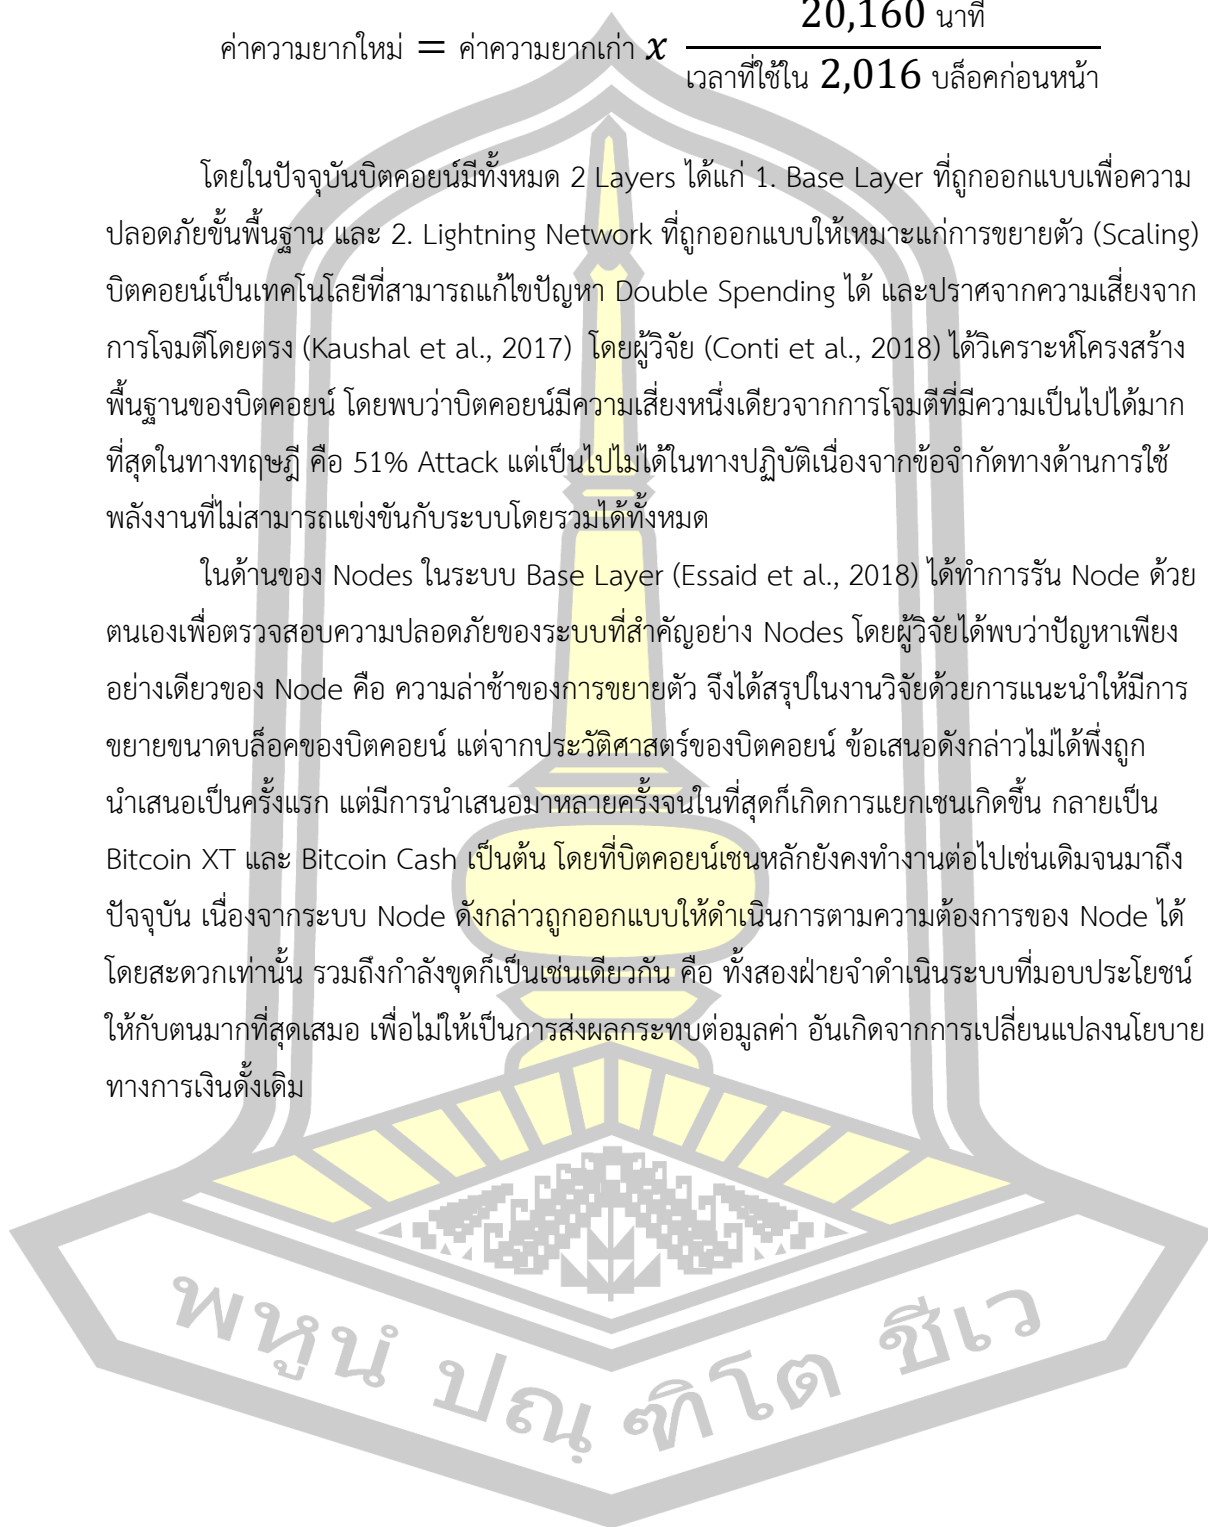 20,160 นาที
ค่าความยากใหม่ = ค่าความยากเก่า x
เวลาที่ใช้ใน 2,016 บล็อคก่อนหน้า
โดยในปัจจุบันบิตคอยน์มีทั้งหมด 2 Layers ได้แก่ 1. Base Layer ที่ถูกออกแบบเพื่อความ
ปลอดภัยขั้นพื้นฐาน และ 2. Lightning Network ที่ถูกออกแบบให้เหมาะแก่การขยายตัว (Scaling)
บิตคอยน์เป็นเทคโนโลยีที่สามารถแก้ไขปัญหา Double Spending ได้ และปราศจากความเสี่ยงจาก
การโจมตีโดยตรง (Kaushal et al., 2017) โดยผู้วิจัย (Conti et al., 2018) ได้วิเคราะห์โครงสร้าง
พื้นฐานของบิตคอยน์ โดยพบว่าบิตคอยน์มีความเสี่ยงหนึ่งเดียวจากการโจมตีที่มีความเป็นไปได้มาก
ที่สุดในทางทฤษฎี คือ 51% Attack แต่เป็นไปไม่ได้ในทางปฏิบัติเนื่องจากข้อจำกัดทางด้านการใช้
พลังงานที่ไม่สามารถแข่งขันกับระบบโดยรวมได้ทั้งหมด
ในด้านของ Nodes ในระบบ Base Layer (Essaid et al., 2018) ได้ทำการรัน Node ด้วย
ตนเองเพื่อตรวจสอบความปลอดภัยของระบบที่สำคัญอย่าง Nodes โดยผู้วิจัยได้พบว่าปัญหาเพียง
อย่างเดียวของ Node คือ ความล่าช้าของการขยายตัว จึงได้สรุปในงานวิจัยด้วยการแนะนำให้มีการ
ขยายขนาดบล็อคของบิตคอยน์ แต่จากประวัติศาสตร์ของบิตคอยน์ ข้อเสนอดังกล่าวไม่ได้พึ่งถูก
นำเสนอเป็นครั้งแรก แต่มีการนำเสนอมาหลายครั้งจนในที่สุดก็เกิดการแยกเชนเกิดขึ้น กลายเป็น
Bitcoin XT และ Bitcoin Cash เป็นต้น โดยที่บิตคอยน์เชนหลักยังคงทำงานต่อไปเช่นเดิมจนมาถึง
ปัจจุบัน เนื่องจากระบบ Node ดังกล่าวถูกออกแบบให้ดำเนินการตามความต้องการของ Node ได้
โดยสะดวกเท่านั้น รวมถึงกำลังขุดก็เป็นเช่นเดียวกัน คือ ทั้งสองฝ่ายจำดำเนินระบบที่มอบประโยชน์
ให้กับตนมากที่สุดเสมอ เพื่อไม่ให้เป็นการส่งผลกระทบต่อมูลค่า อันเกิดจากการเปลี่ยนแปลงนโยบาย
ทางการเงินดั้งเดิม
พหูนํ ปณฺฑิโต ชีเว